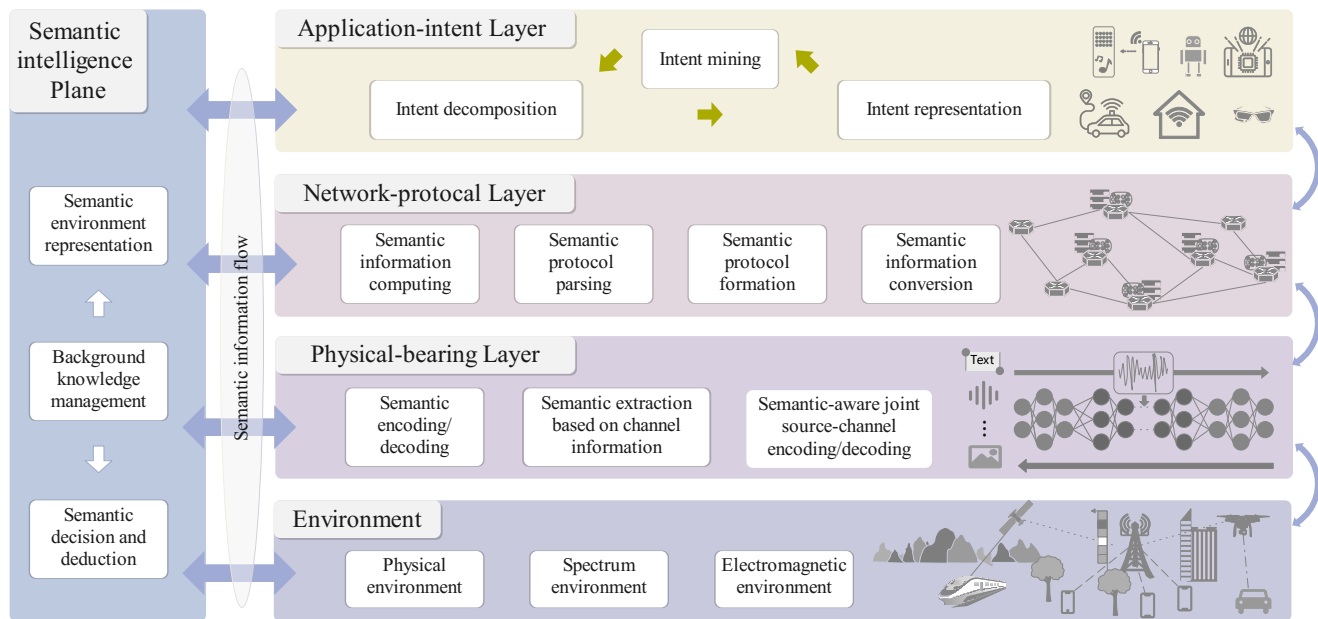 Semantic
intelligence
Plane
Semantic
environment
representation
Background
knowledge
management
Semantic
decision and
deduction
Semantic information flow
Application-intent Layer
Intent mining
Intent decomposition
Intent representation
Network-protocal Layer
Semantic
information
computing
Semantic
protocol
parsing
Semantic
protocol
formation
Semantic
information
conversion
Physical-bearing Layer
Semantic
encoding/
decoding
Semantic extraction
based on channel
information
Semantic-aware joint
source-channel
encoding/decoding
Text
Environment
Physical
environment
Spectrum
environment
Electromagnetic
environment